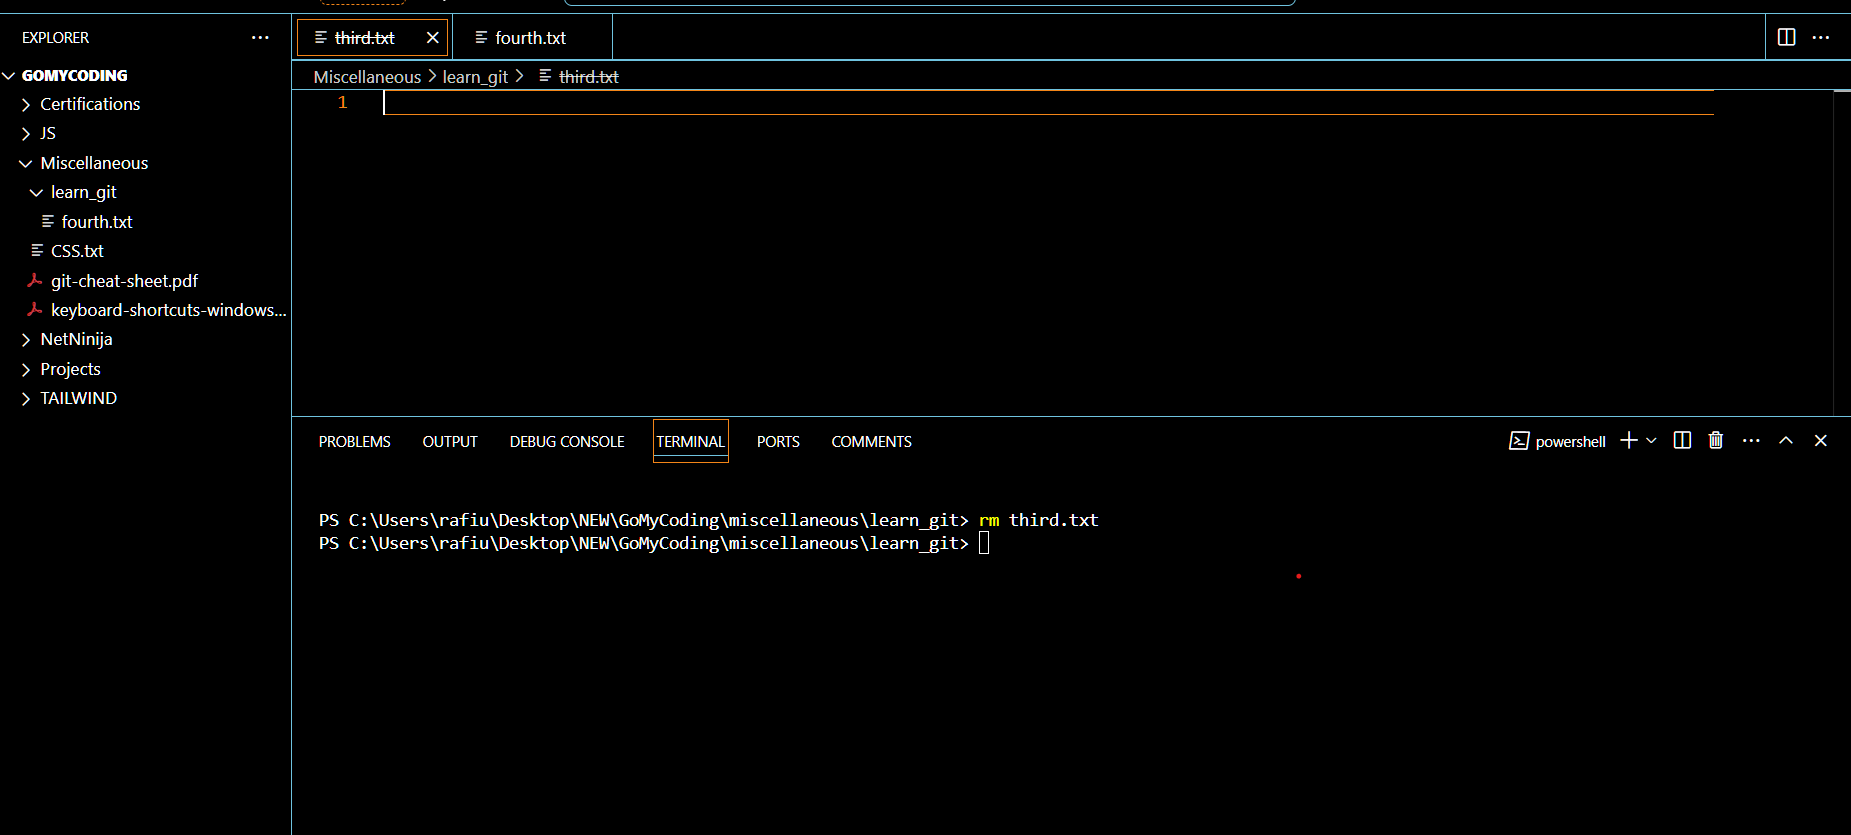 EXPLORER
GOMYCODING
Certifications
JS
Miscellaneous
learn_git
fourth.txt
CSS.txt
git-cheat-sheet.pdf
keyboard-shortcuts-windows...
NetNinija
Projects
TAILWIND
third.txt
fourth.txt
Miscellaneous > learn_git > third.txt
1
PROBLEMS OUTPUT DEBUG CONSOLE TERMINAL PORTS COMMENTS
powershell
PS C:\Users\rafiu\Desktop\NEW\GoMyCoding\miscellaneous\learn_git> rm third.txt
PS C:\Users\rafiu\Desktop\NEW\GoMyCoding\miscellaneous\learn_git>